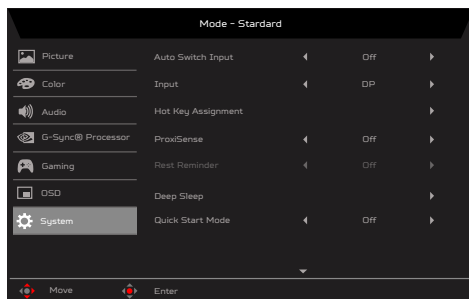 Mode - Stardard
Picture
Auto Switch Input Off
Color
Input DP
Audio
Hot Key Assignment
G-Sync® Processor
ProxiSense Off
Gaming
Rest Reminder Off
OSD
Deep Sleep
System
Quick Start Mode Off
Move Enter